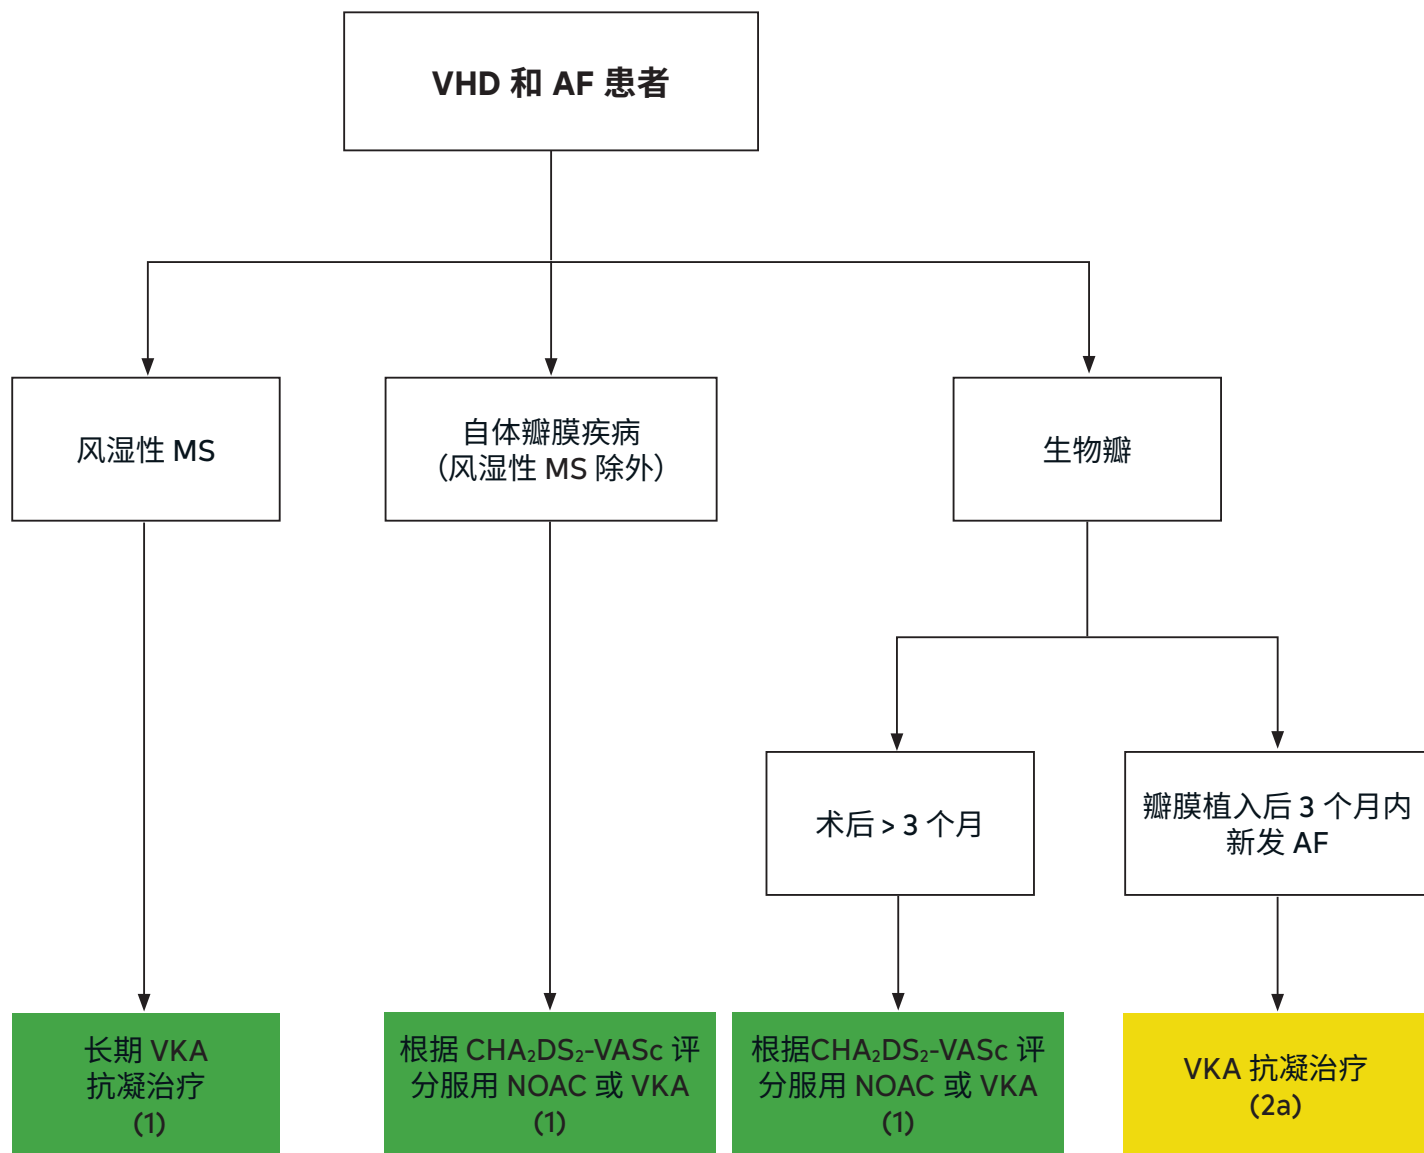 VHD 和 AF 患者
风湿性 MS
自体瓣膜疾病
（风湿性 MS 除外）
生物瓣
术后 > 3 个月
瓣膜植入后 3 个月内
新发 AF
长期 VKA
抗凝治疗
(1)
根据 CHA₂DS₂-VASc 评
分服用 NOAC 或 VKA
(1)
根据CHA₂DS₂-VASc 评
分服用 NOAC 或 VKA
(1)
VKA 抗凝治疗
(2a)